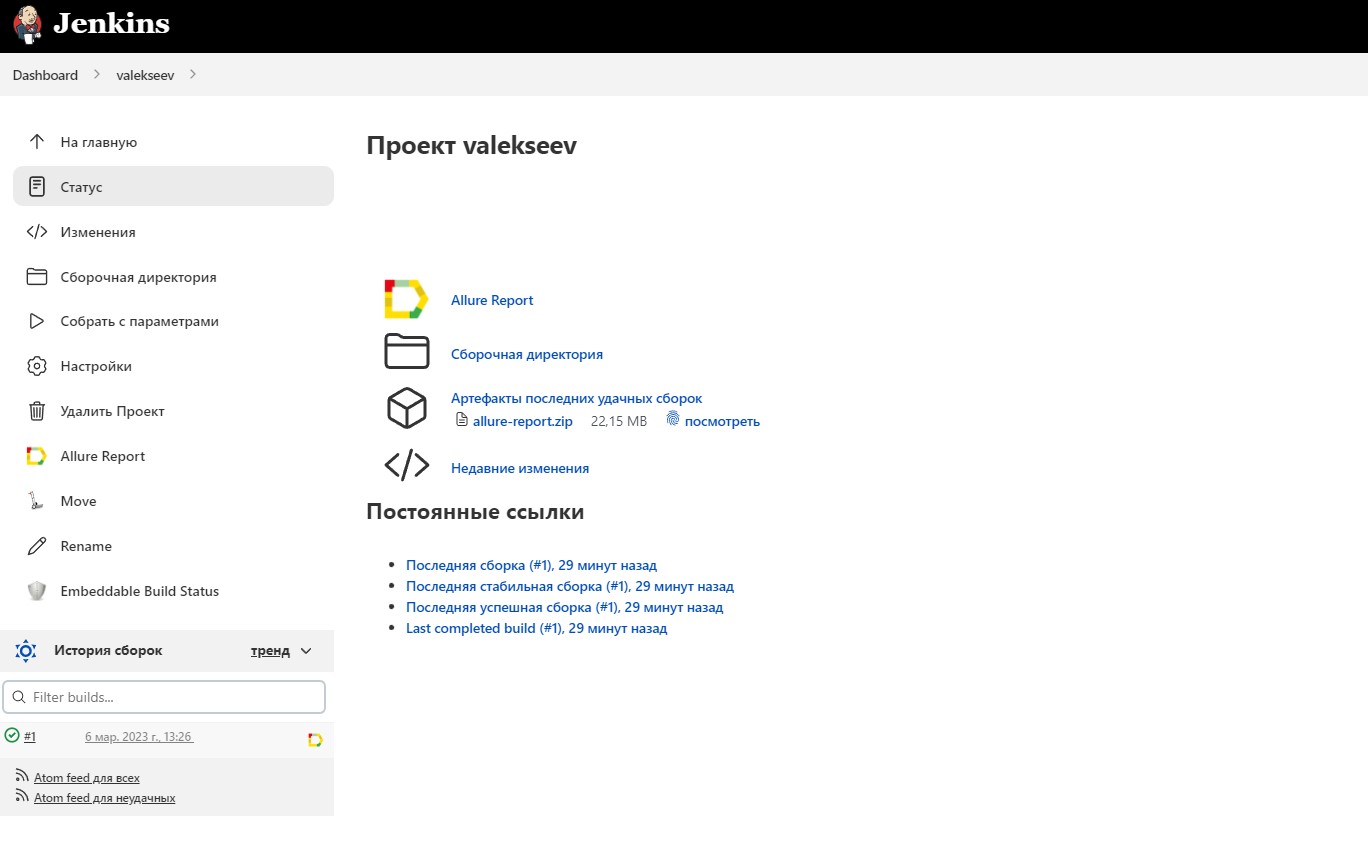 Jenkins
Dashboard
valekseev
На главную
Статус
Изменения
Сборочная директория
Собрать с параметрами
Настройки
Удалить Проект
Allure Report
Move
Rename
Embeddable Build Status
История сборок тренд
Filter builds...
#1 6 мар. 2023 г., 13:26
Atom feed для всех
Atom feed для неудачных
Проект valekseev
Allure Report
Сборочная директория
Артефакты последних удачных сборок
allure-report.zip 22,15 MB посмотреть
Недавние изменения
Постоянные ссылки
Последняя сборка (#1), 29 минут назад
Последняя стабильная сборка (#1), 29 минут назад
Последняя успешная сборка (#1), 29 минут назад
Last completed build (#1), 29 минут назад